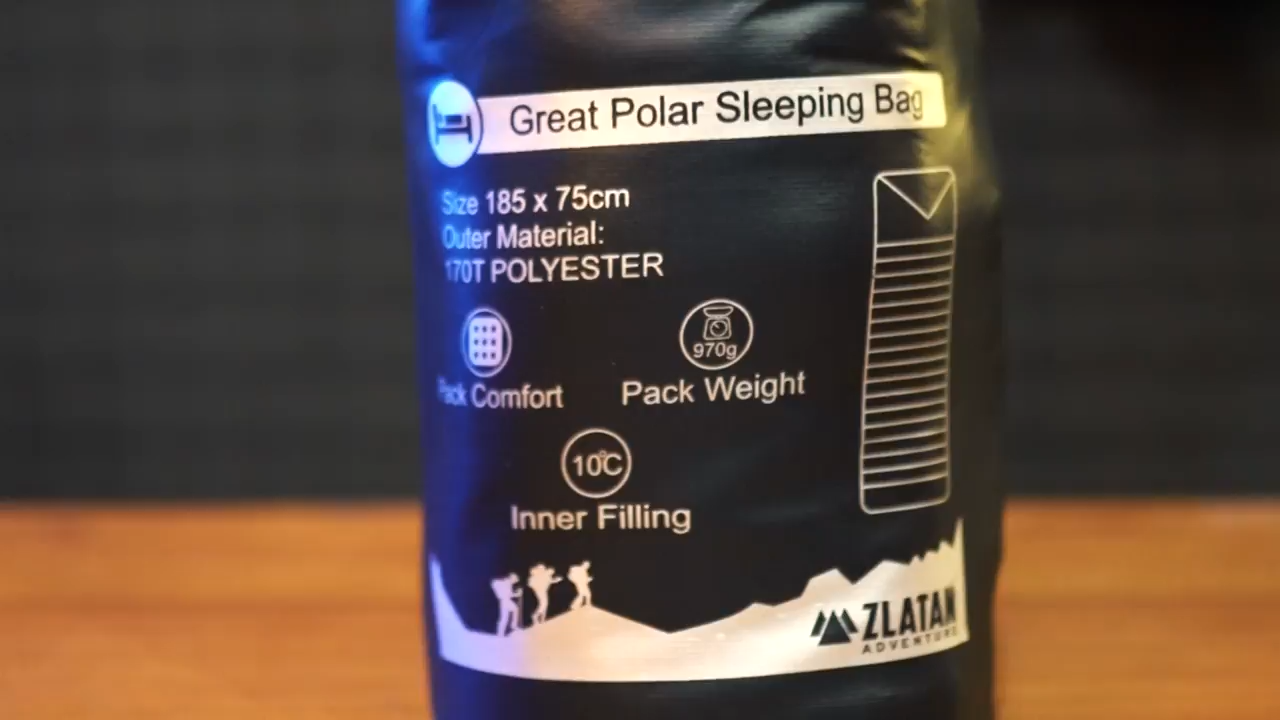 Great Polar Sleeping Bag
Size 185 x 75cm
Outer Material:
170T POLYESTER
970g
Pack Comfort
Pack Weight
10°C
Inner Filling
ZLATAN
ADVENTURE